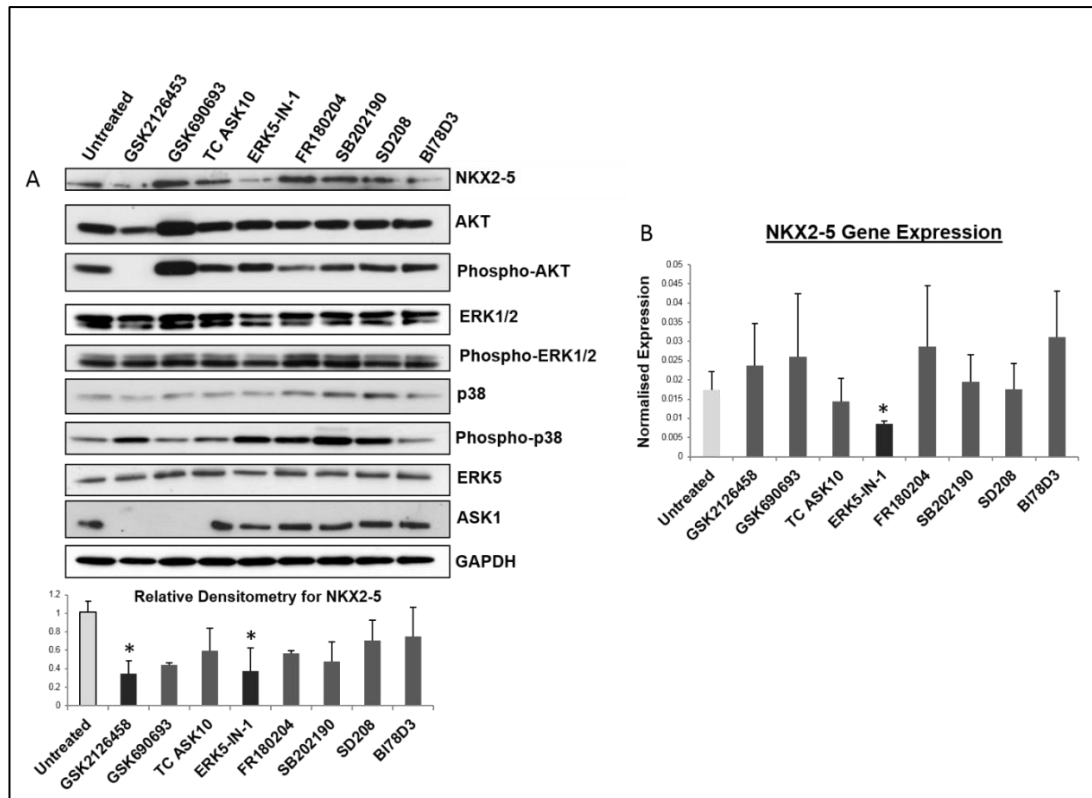 Untreated
GSK2126453
GSK690693
TC ASK10
ERK5-IN-1
FR180204
SB202190
SD208
BI78D3
A
NKX2-5
AKT
Phospho-AKT
ERK1/2
Phospho-ERK1/2
p38
Phospho-p38
ERK5
ASK1
GAPDH
Relative Densitometry for NKX2-5
1.2
1
0.8
0.6
0.4
0.2
0
*
*
Untreated
GSK2126458
GSK690693
TC ASK10
ERK5-IN-1
FR180204
SB202190
SD208
BI78D3
B
NKX2-5 Gene Expression
Normalised Expression
0.05
0.045
0.04
0.035
0.03
0.025
0.02
0.015
0.01
0.005
0
*
Untreated
GSK2126458
GSK690693
TC ASK10
ERK5-IN-1
FR180204
SB202190
SD208
BI78D3